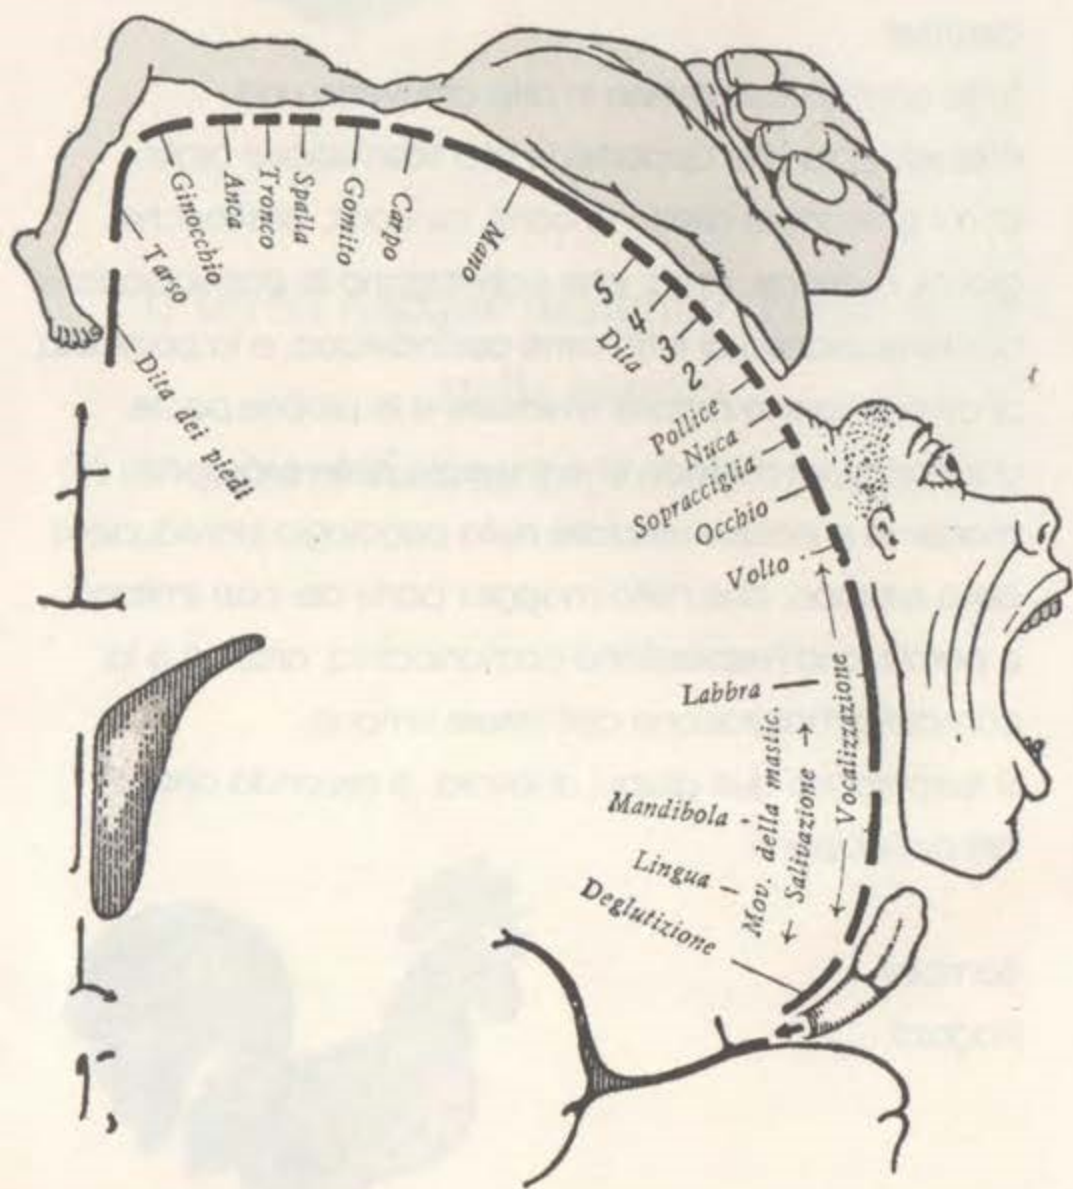 Dita dei piedi
Tarso
Ginocchio
Anca
Tronco
Spalla
Gomito
Carpo
Mano
5
4
3
2
Dita
Pollice
Nuca
Sopracciglia
Occhio
Volto
Labbra
Mandibola
Lingua
Deglutizione
Mov. della mastic.
Salivazione
Vocalizzazione